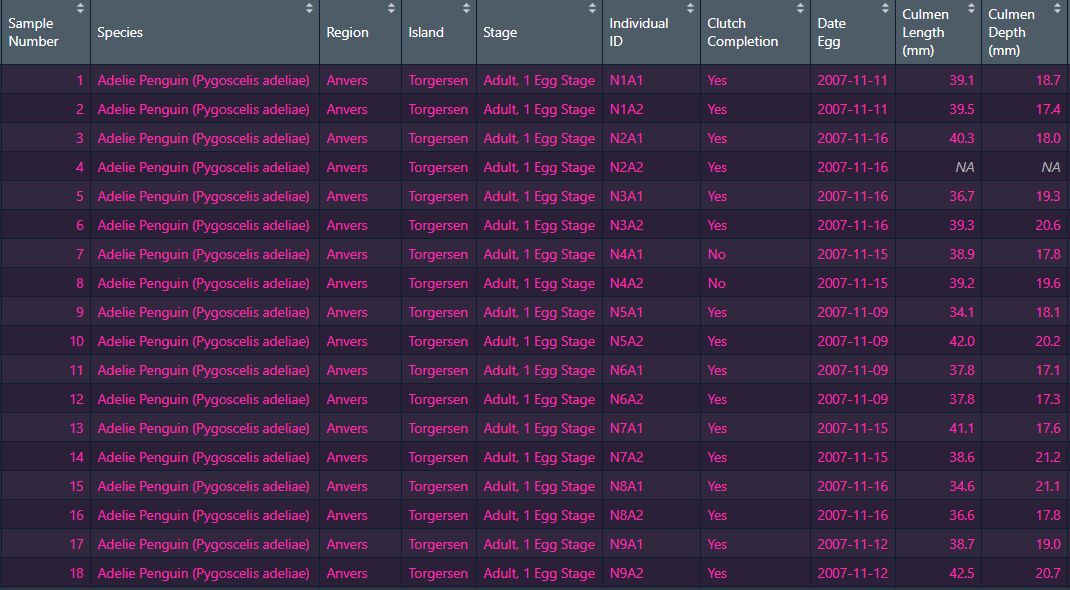 Sample Number Species Region Island Stage Individual ID Clutch Completion Date Egg Culmen Length (mm) Culmen Depth (mm)
1 Adelie Penguin (Pygoscelis adeliae) Anvers Torgersen Adult, 1 Egg Stage N1A1 Yes 2007-11-11 39.1 18.7
2 Adelie Penguin (Pygoscelis adeliae) Anvers Torgersen Adult, 1 Egg Stage N1A2 Yes 2007-11-11 39.5 17.4
3 Adelie Penguin (Pygoscelis adeliae) Anvers Torgersen Adult, 1 Egg Stage N2A1 Yes 2007-11-16 40.3 18.0
4 Adelie Penguin (Pygoscelis adeliae) Anvers Torgersen Adult, 1 Egg Stage N2A2 Yes 2007-11-16 NA NA
5 Adelie Penguin (Pygoscelis adeliae) Anvers Torgersen Adult, 1 Egg Stage N3A1 Yes 2007-11-16 36.7 19.3
6 Adelie Penguin (Pygoscelis adeliae) Anvers Torgersen Adult, 1 Egg Stage N3A2 Yes 2007-11-16 39.3 20.6
7 Adelie Penguin (Pygoscelis adeliae) Anvers Torgersen Adult, 1 Egg Stage N4A1 No 2007-11-15 38.9 17.8
8 Adelie Penguin (Pygoscelis adeliae) Anvers Torgersen Adult, 1 Egg Stage N4A2 No 2007-11-15 39.2 19.6
9 Adelie Penguin (Pygoscelis adeliae) Anvers Torgersen Adult, 1 Egg Stage N5A1 Yes 2007-11-09 34.1 18.1
10 Adelie Penguin (Pygoscelis adeliae) Anvers Torgersen Adult, 1 Egg Stage N5A2 Yes 2007-11-09 42.0 20.2
11 Adelie Penguin (Pygoscelis adeliae) Anvers Torgersen Adult, 1 Egg Stage N6A1 Yes 2007-11-09 37.8 17.1
12 Adelie Penguin (Pygoscelis adeliae) Anvers Torgersen Adult, 1 Egg Stage N6A2 Yes 2007-11-09 37.8 17.3
13 Adelie Penguin (Pygoscelis adeliae) Anvers Torgersen Adult, 1 Egg Stage N7A1 Yes 2007-11-15 41.1 17.6
14 Adelie Penguin (Pygoscelis adeliae) Anvers Torgersen Adult, 1 Egg Stage N7A2 Yes 2007-11-15 38.6 21.2
15 Adelie Penguin (Pygoscelis adeliae) Anvers Torgersen Adult, 1 Egg Stage N8A1 Yes 2007-11-16 34.6 21.1
16 Adelie Penguin (Pygoscelis adeliae) Anvers Torgersen Adult, 1 Egg Stage N8A2 Yes 2007-11-16 36.6 17.8
17 Adelie Penguin (Pygoscelis adeliae) Anvers Torgersen Adult, 1 Egg Stage N9A1 Yes 2007-11-12 38.7 19.0
18 Adelie Penguin (Pygoscelis adeliae) Anvers Torgersen Adult, 1 Egg Stage N9A2 Yes 2007-11-12 42.5 20.7